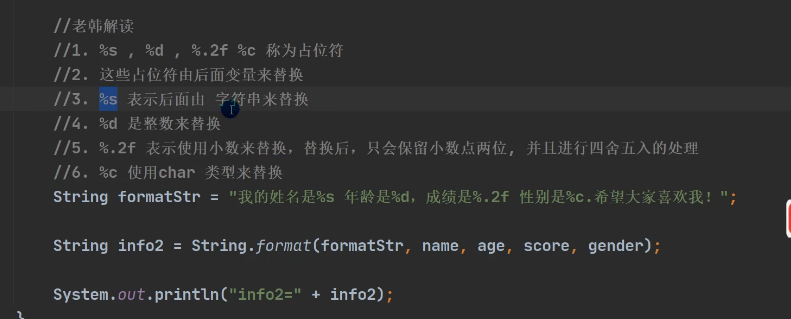 //老韩解读
//1. %s , %d , %.2f %c 称为占位符
//2. 这些占位符由后面变量来替换
//3. %s 表示后面由 字符串来替换
//4. %d 是整数来替换
//5. %.2f 表示使用小数来替换，替换后，只会保留小数点两位, 并且进行四舍五入的处理
//6. %c 使用char 类型来替换
String formatStr = "我的姓名是%s 年龄是%d，成绩是%.2f 性别是%c.希望大家喜欢我！";
String info2 = String.format(formatStr, name, age, score, gender);
System.out.println("info2=" + info2);
}